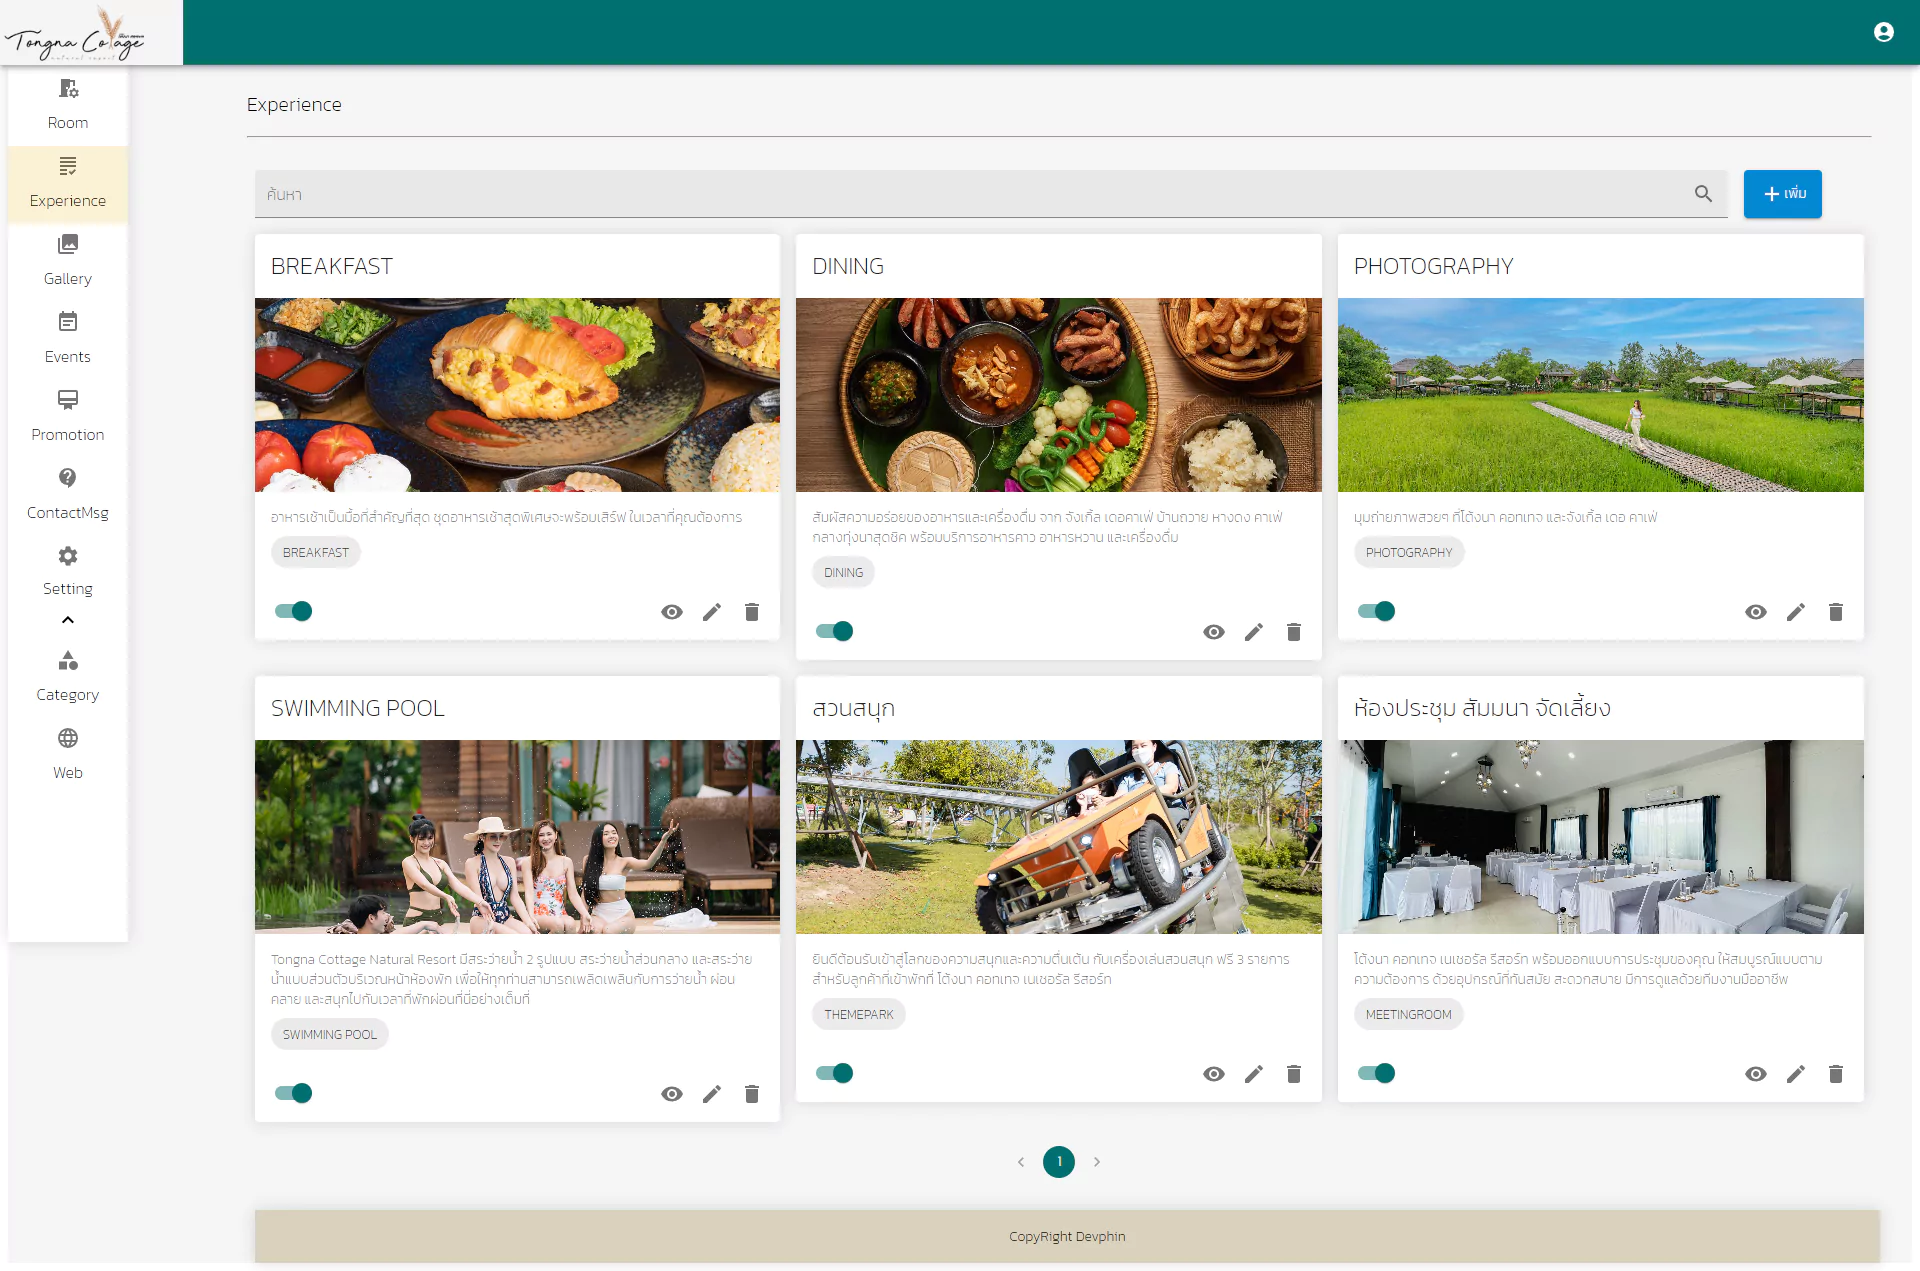 Tongna Cottage
natural resort
Room
Experience
Gallery
Events
Promotion
ContactMsg
Setting
Category
Web
Experience
ค้นหา
เพิ่ม
BREAKFAST
อาหารเช้าเป็นมื้อที่สำคัญที่สุด ชุดอาหารเช้าสุดพิเศษจะพร้อมเสิร์ฟ ในเวลาที่คุณต้องการ
BREAKFAST
DINING
สัมผัสความอร่อยของอาหารและเครื่องดื่ม จาก จังเกิ้ล เดอคาเฟ่ บ้านถวาย หางดง คาเฟ่
กลางทุ่งนาสุดชิค พร้อมบริการอาหารคาว อาหารหวาน และเครื่องดื่ม
DINING
PHOTOGRAPHY
มุมถ่ายภาพสวยๆ ที่โต้งนา คอทเทจ และจังเกิ้ล เดอ คาเฟ่
PHOTOGRAPHY
SWIMMING POOL
Tongna Cottage Natural Resort มีสระว่ายน้ำ 2 รูปแบบ สระว่ายน้ำส่วนกลาง และสระว่าย
น้ำแบบส่วนตัวบริเวณหน้าห้องพัก เพื่อให้ทุกท่านสามารถเพลิดเพลินกับการว่ายน้ำ ผ่อน
คลาย และสนุกไปกับเวลาที่พักผ่อนที่นี่อย่างเต็มที่
SWIMMING POOL
สวนสนุก
ยินดีต้อนรับเข้าสู่โลกของความสนุกและความตื่นเต้น กับเครื่องเล่นสวนสนุก ฟรี 3 รายการ
สำหรับลูกค้าที่เข้าพักที่ โต้งนา คอทเทจ เนเชอรัล รีสอร์ท
THEMEPARK
ห้องประชุม สัมมนา จัดเลี้ยง
โต้งนา คอทเทจ เนเชอรัล รีสอร์ท พร้อมออกแบบการประชุมของคุณ ให้สมบูรณ์แบบตาม
ความต้องการ ด้วยอุปกรณ์ที่ทันสมัย สะดวกสบาย มีการดูแลด้วยทีมงานมืออาชีพ
MEETINGROOM
1
CopyRight Devphin